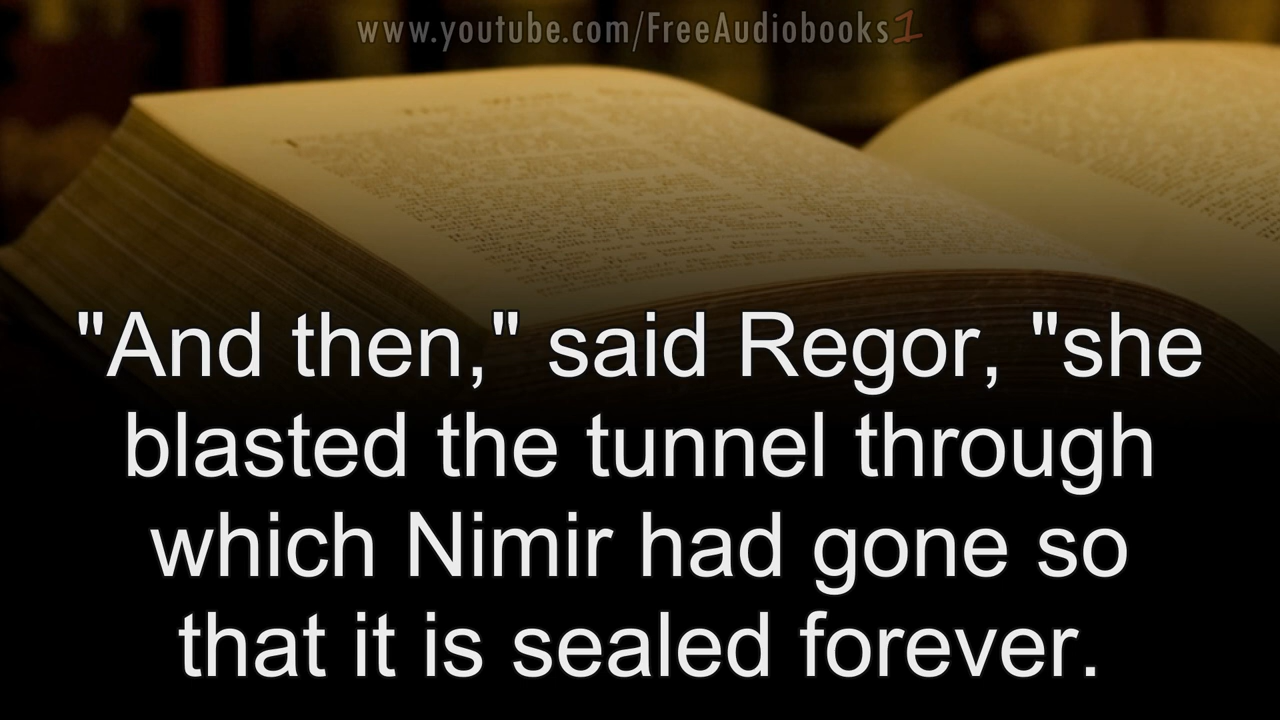 www.youtube.com/FreeAudiobooks1
"And then," said Regor, "she
blasted the tunnel through
which Nimir had gone so
that it is sealed forever.